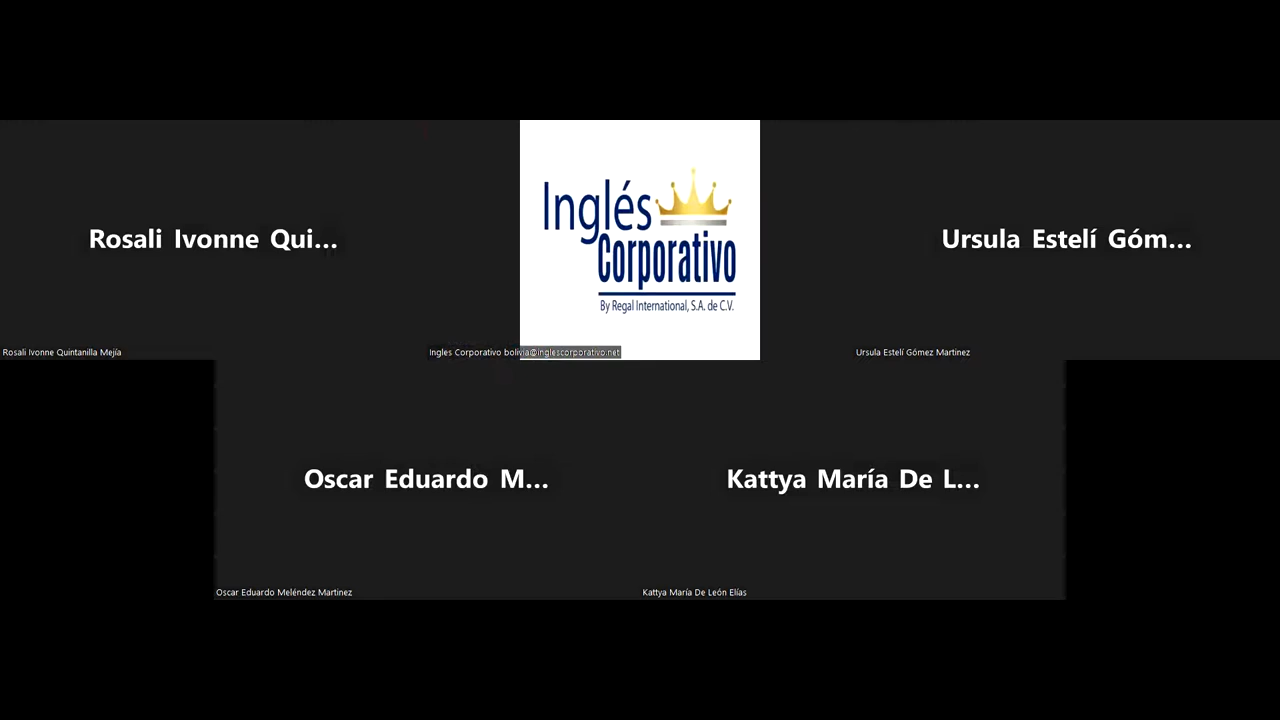 Rosali Ivonne Qui...
Inglés
Corporativo
By Regal International, S.A. de C.V.
Ursula Estelí Góm...
Rosali Ivonne Quintanilla Mejía
Ingles Corporativo bolivia@inglescorporativo.net
Ursula Estelí Gómez Martinez
Oscar Eduardo M...
Kattya María De L...
Oscar Eduardo Meléndez Martinez
Kattya María De León Elías